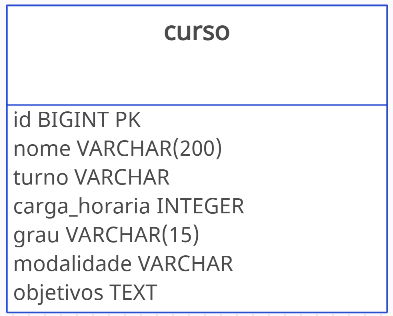 curso
id BIGINT PK
nome VARCHAR(200)
turno VARCHAR
carga_horaria INTEGER
grau VARCHAR(15)
modalidade VARCHAR
objetivos TEXT